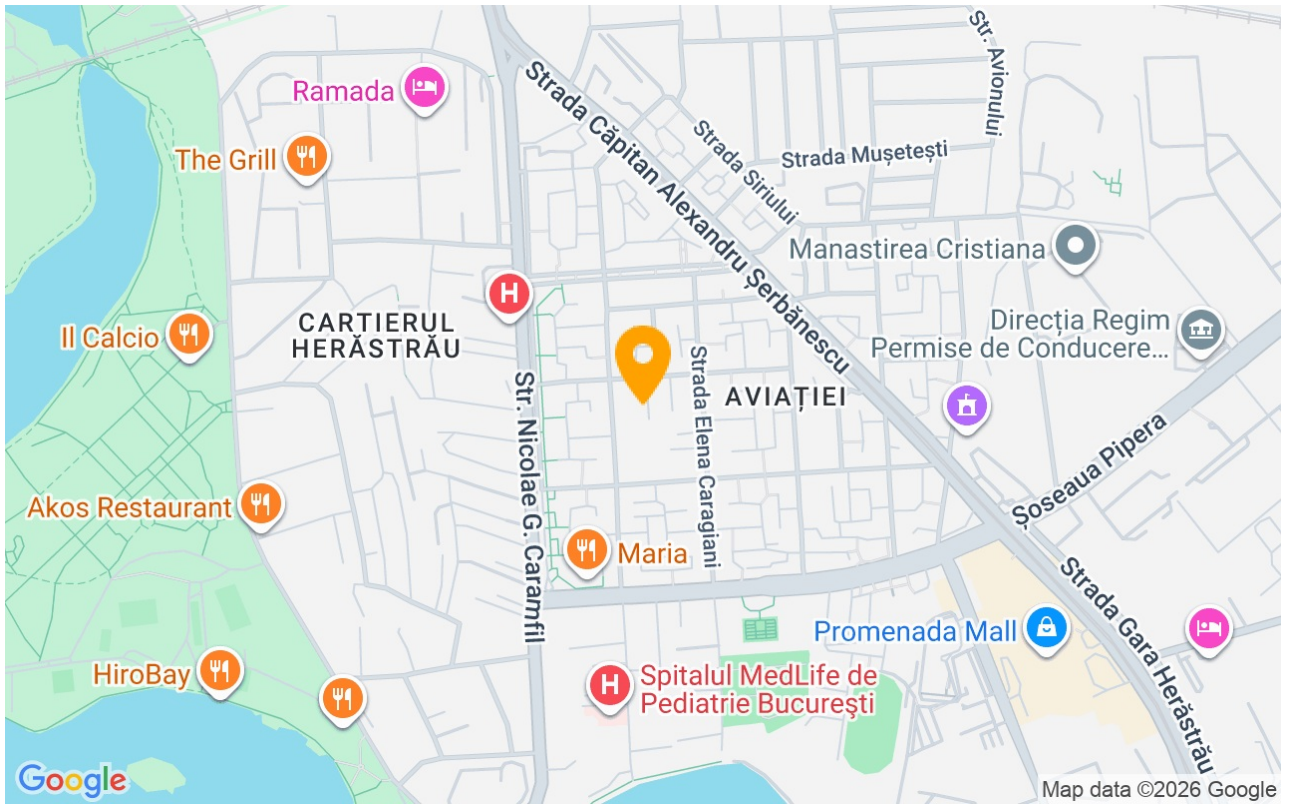 Ramada
The Grill
Strada Căpitan Alexandru Șerbănescu
Str. Avionului
Strada Siriului
Strada Mușetești
Manastirea Cristiana
H
Il Calcio
CARTIERUL
HERĂSTRĂU
Direcția Regim
Permise de Conducere...
Str. Nicolae G. Caramfil
Strada Elena Caragiani
AVIAȚIEI
Șoseaua Pipera
Akos Restaurant
Maria
Strada Gara Herăstrău
Promenada Mall
HiroBay
H
Spitalul MedLife de
Pediatrie Bucureşti
Google
Map data ©2026 Google